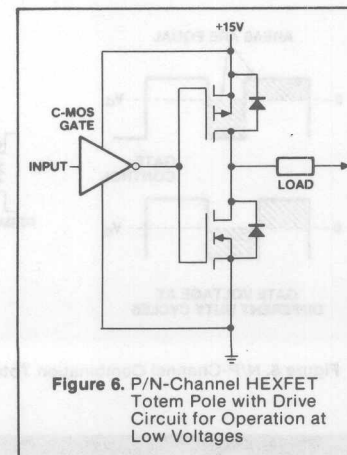 +15V
C-MOS
GATE
INPUT
LOAD
Figure 6. P/N-Channel HEXFET
Totem Pole with Drive
Circuit for Operation at
Low Voltages